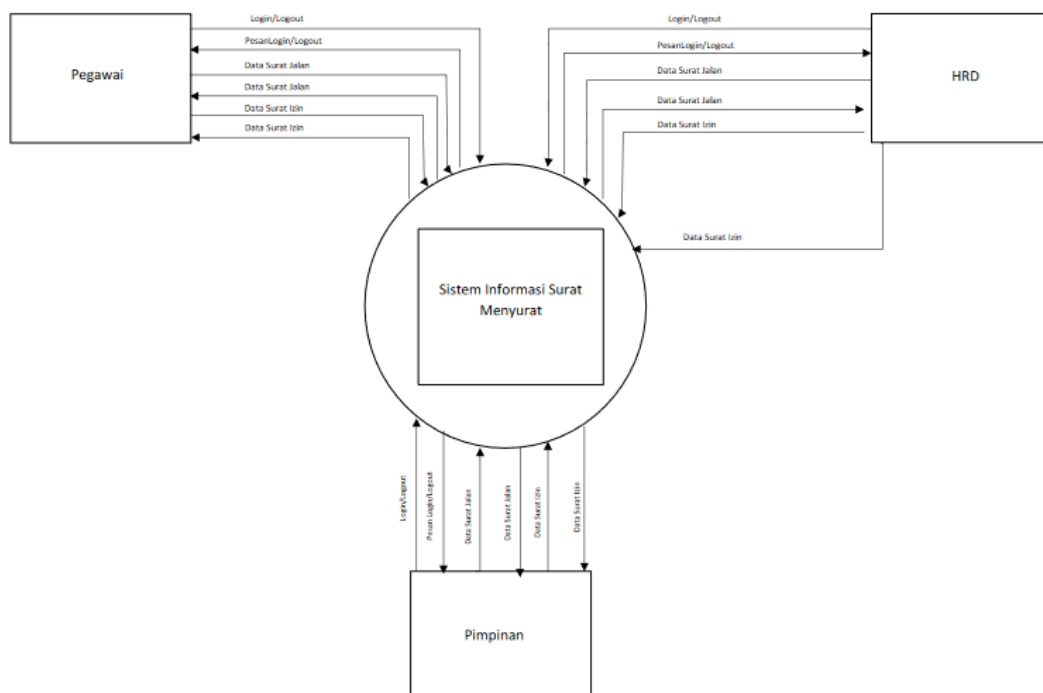 Login/Logout
PesanLogin/Logout
Data Surat Jalan
Data Surat Jalan
Data Surat Izin
Data Surat Izin
Pegawai
Login/Logout
PesanLogin/Logout
Data Surat Jalan
Data Surat Jalan
Data Surat Izin
Data Surat Izin
HRD
Sistem Informasi Surat
Menyurat
Login/Logout
Pesan Login/Logout
Data Surat Jalan
Data Surat Jalan
Data Surat Izin
Data Surat Izin
Pimpinan